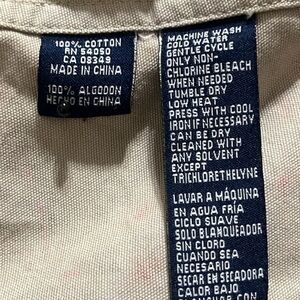 100% COTTON
RN 54050
CA 08349
MADE IN CHINA
100% ALGODON
HECHO EN CHINA
MACHINE WASH
COLD WATER
GENTLE CYCLE
ONLY NON-
CHLORINE BLEACH
WHEN NEEDED
TUMBLE DRY
LOW HEAT
PRESS WITH COOL
IRON IF NECESSARY
CAN BE DRY
CLEANED WITH
ANY SOLVENT
EXCEPT
TRICHLORETHELYNE
LAVAR A MÁQUINA
EN AGUA FRÍA
CICLO SUAVE
SOLO BLANQUEADOR
SIN CLORO
CUANDO SEA
NECESARIO
SECAR EN SECADORA
CALOR BAJO